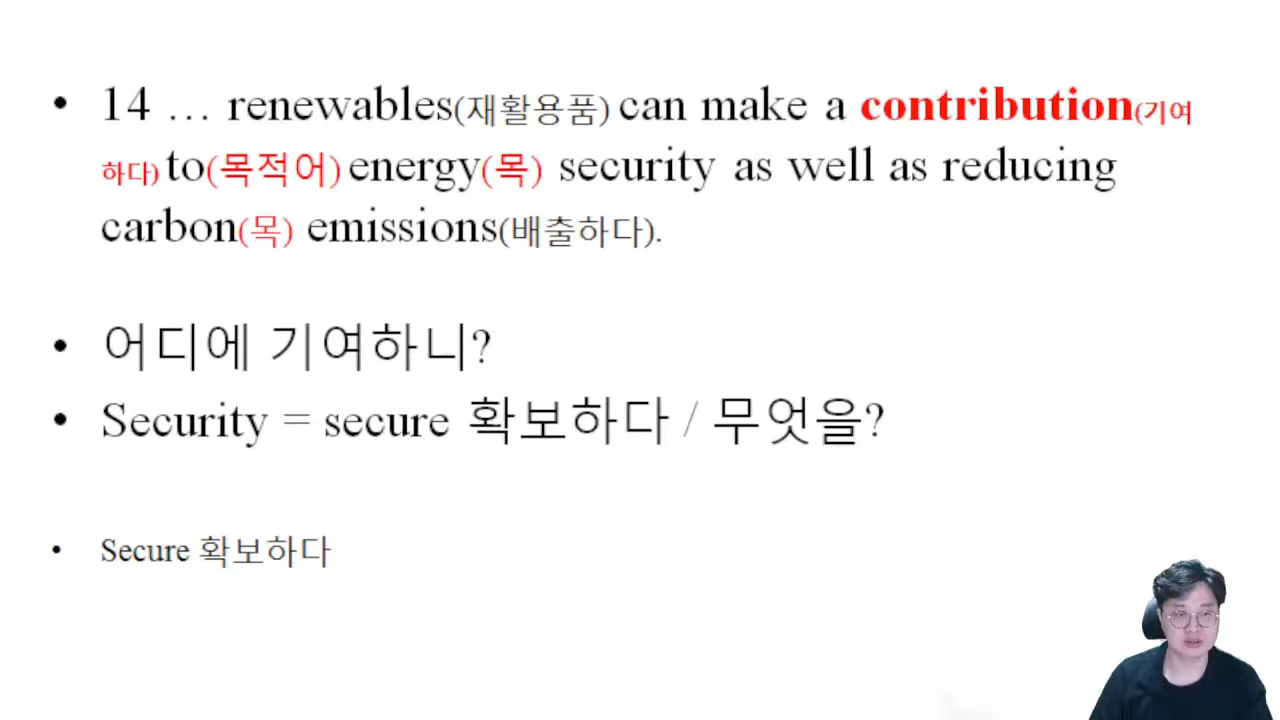 • 14 … renewables(재활용품) can make a contribution(기여
하다) to(목적어) energy(목) security as well as reducing
carbon(목) emissions(배출하다).
• 어디에 기여하니?
• Security = secure 확보하다 / 무엇을?
• Secure 확보하다